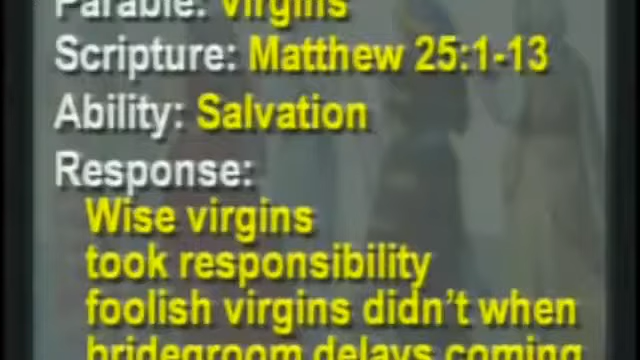 Parable: Virgins
Scripture: Matthew 25:1-13
Ability: Salvation
Response:
Wise virgins
took responsibility
foolish virgins didn't when
bridegroom delays coming